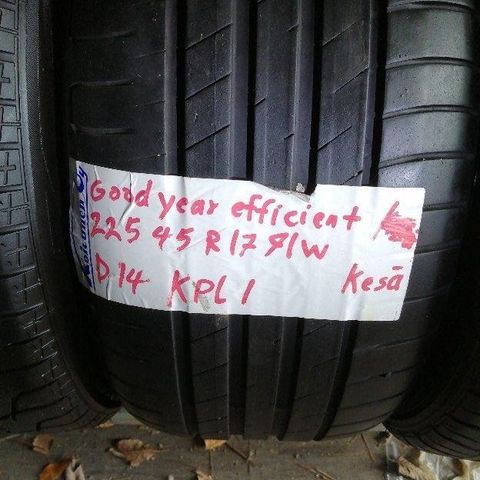 Good year efficient
225 45 R17 91W
D14 KPL 1 Kesä